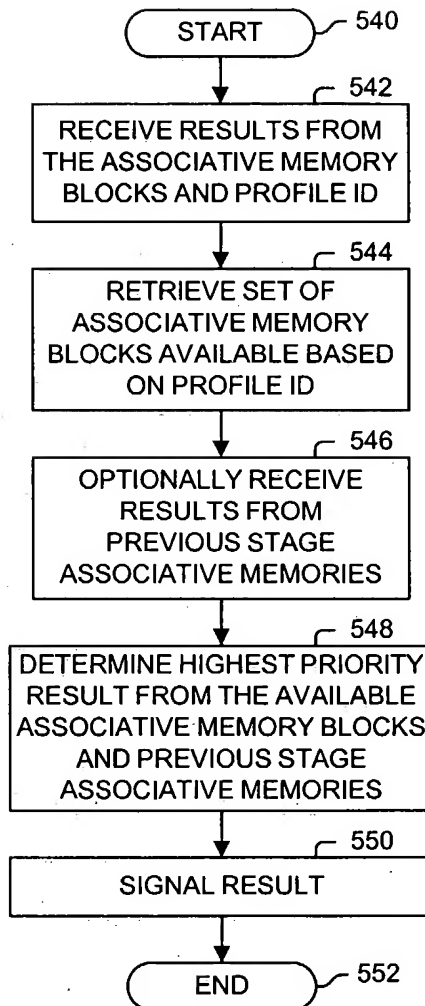 START
540
542
RECEIVE RESULTS FROM
THE ASSOCIATIVE MEMORY
BLOCKS AND PROFILE ID
544
RETRIEVE SET OF
ASSOCIATIVE MEMORY
BLOCKS AVAILABLE BASED
ON PROFILE ID
546
OPTIONALLY RECEIVE
RESULTS FROM
PREVIOUS STAGE
ASSOCIATIVE MEMORIES
548
DETERMINE HIGHEST PRIORITY
RESULT FROM THE AVAILABLE
ASSOCIATIVE MEMORY BLOCKS
AND PREVIOUS STAGE
ASSOCIATIVE MEMORIES
550
SIGNAL RESULT
END
552